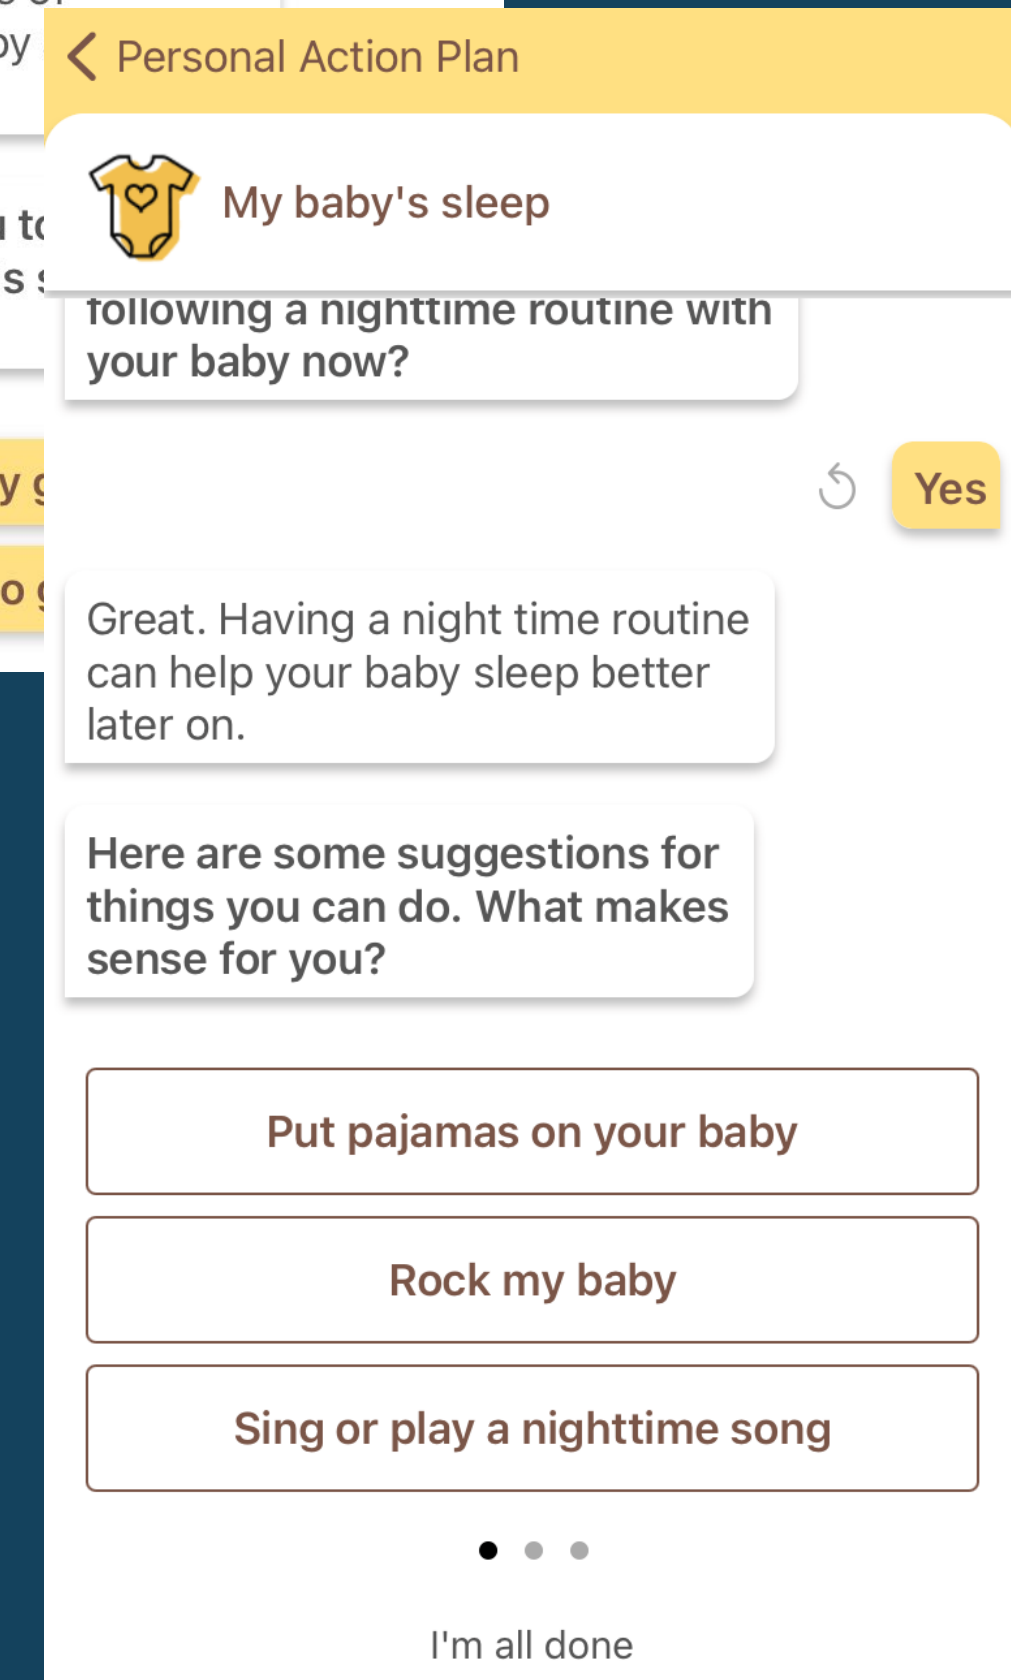 Personal Action Plan
My baby's sleep
following a nighttime routine with
your baby now?
Yes
Great. Having a night time routine
can help your baby sleep better
later on.
Here are some suggestions for
things you can do. What makes
sense for you?
Put pajamas on your baby
Rock my baby
Sing or play a nighttime song
I'm all done